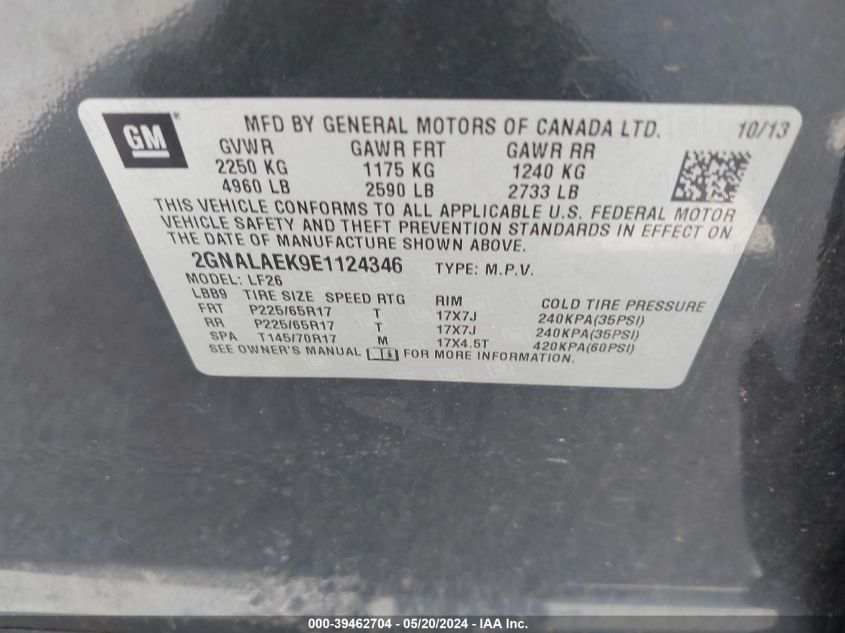 GM ®
MFD BY GENERAL MOTORS OF CANADA LTD. 10/13
GVWR GAWR FRT GAWR RR
2250 KG 1175 KG 1240 KG
4960 LB 2590 LB 2733 LB
THIS VEHICLE CONFORMS TO ALL APPLICABLE U.S. FEDERAL MOTOR
VEHICLE SAFETY AND THEFT PREVENTION STANDARDS IN EFFECT ON
THE DATE OF MANUFACTURE SHOWN ABOVE.
2GNALAEK9E1124346 TYPE: M.P.V.
MODEL: LF26
LBB9 TIRE SIZE SPEED RTG RIM COLD TIRE PRESSURE
FRT P225/65R17 T 17X7J 240KPA(35PSI)
RR P225/65R17 T 17X7J 240KPA(35PSI)
SPA T145/70R17 M 17X4.5T 420KPA(60PSI)
SEE OWNER'S MANUAL FOR MORE INFORMATION.
000-39462704 - 05/20/2024 - IAA Inc.